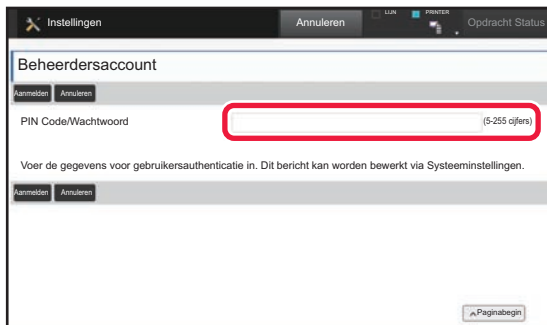 Instellingen Annuleren LIJN PRINTER Opdracht Status
Beheerdersaccount
Aanmelden Annuleren
PIN Code/Wachtwoord (5-255 cijfers)
Voer de gegevens voor gebruikersauthenticatie in. Dit bericht kan worden bewerkt via Systeeminstellingen.
Aanmelden Annuleren
Paginabegin